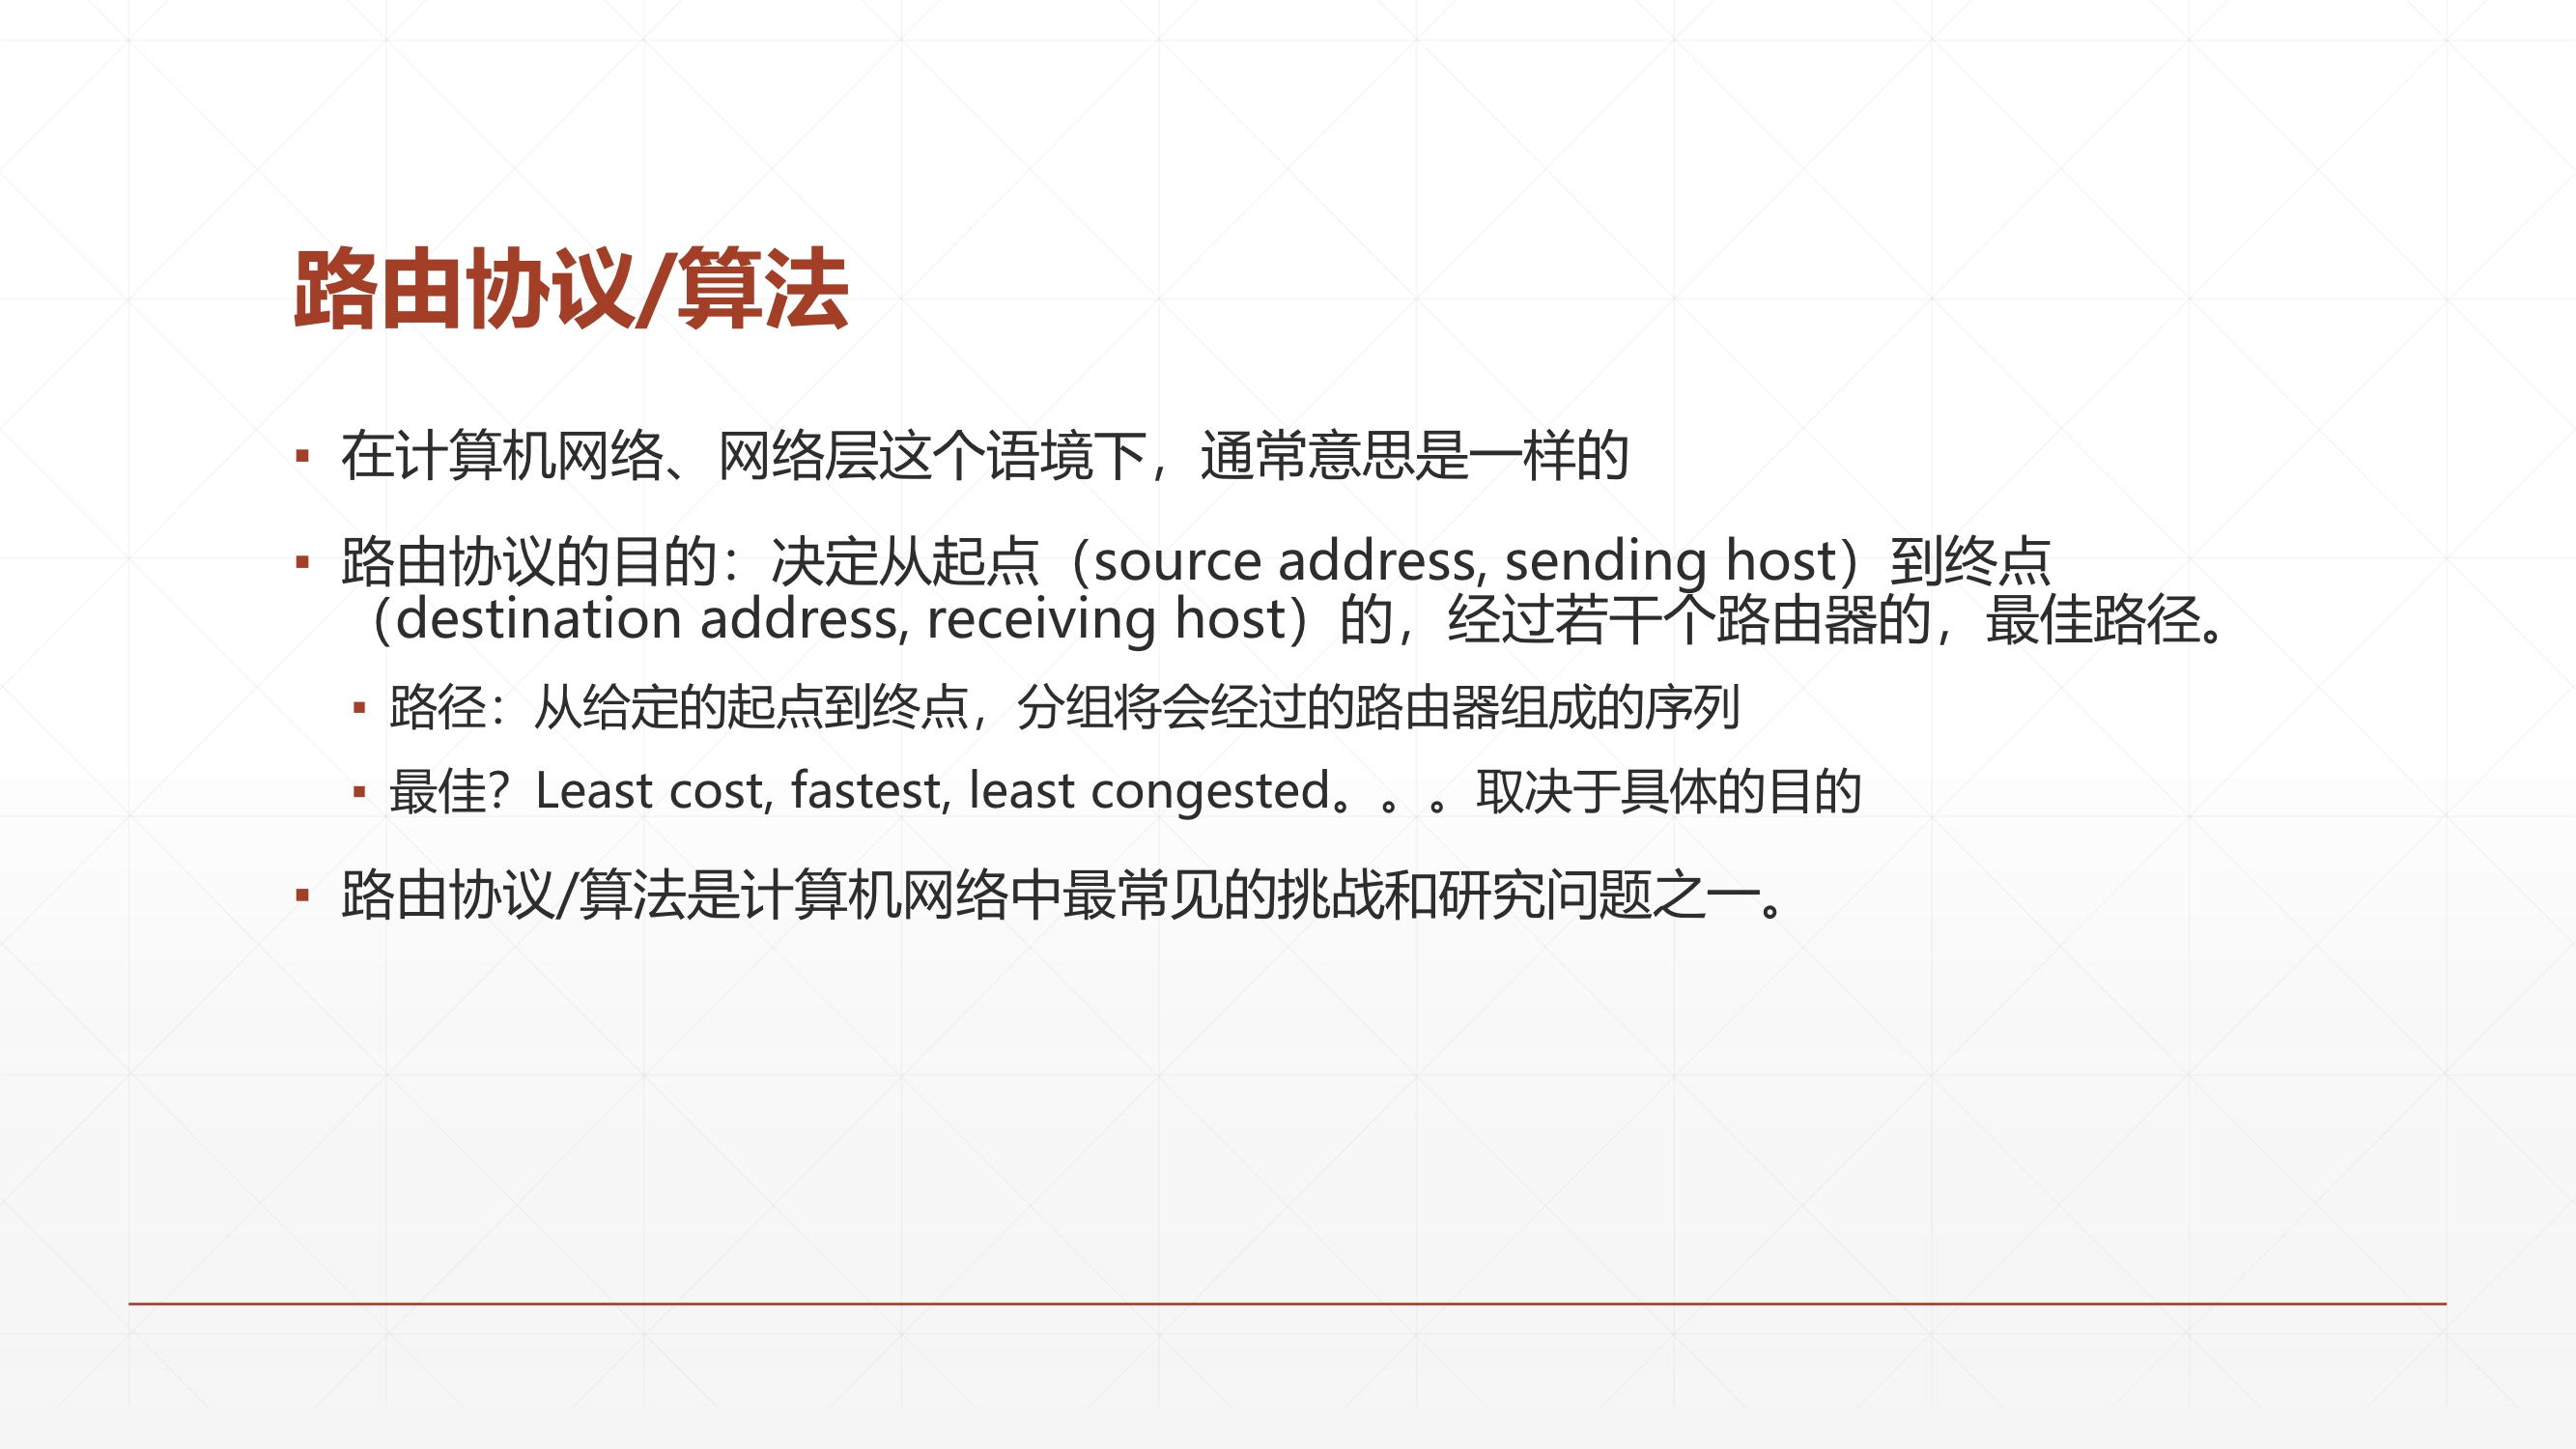 路由协议/算法
▪ 在计算机网络、网络层这个语境下，通常意思是一样的
▪ 路由协议的目的：决定从起点（source address, sending host）到终点
（destination address, receiving host）的，经过若干个路由器的，最佳路径。
▪ 路径：从给定的起点到终点，分组将会经过的路由器组成的序列
▪ 最佳？Least cost, fastest, least congested。。。取决于具体的目的
▪ 路由协议/算法是计算机网络中最常见的挑战和研究问题之一。